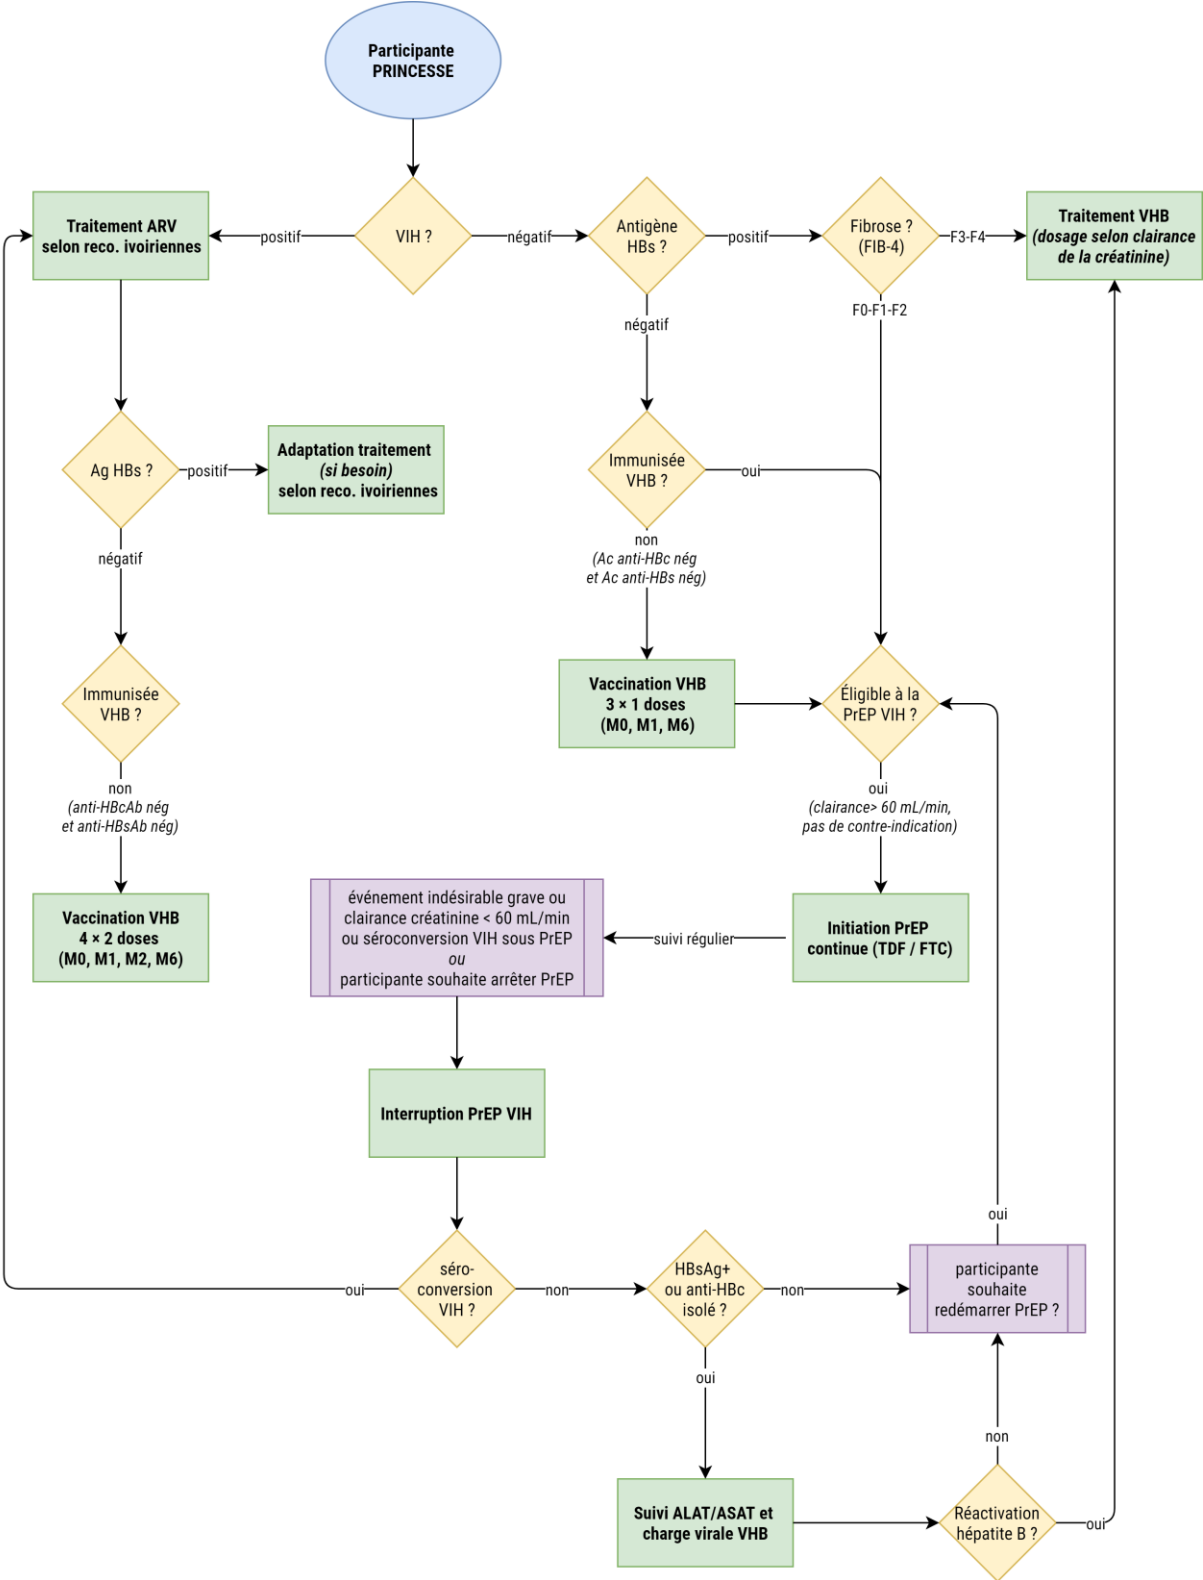 Participante
PRINCESSE
Traitement ARV
selon reco. ivoiriennes
positif
VIH ?
négatif
Antigène
HBs ?
positif
Fibrose ?
(FIB-4)
F3-F4
Traitement VHB
(dosage selon clairance
de la créatinine)
négatif
F0-F1-F2
Ag HBs ?
positif
Adaptation traitement
(si besoin)
selon reco. ivoiriennes
Immunisée
VHB ?
oui
négatif
non
(Ac anti-HBc nég
et Ac anti-HBs nég)
Immunisée
VHB ?
Vaccination VHB
3 × 1 doses
(M0, M1, M6)
Éligible à la
PrEP VIH ?
non
(anti-HBcAb nég
et anti-HBsAb nég)
oui
(clairance> 60 mL/min,
pas de contre-indication)
Vaccination VHB
4 × 2 doses
(M0, M1, M2, M6)
événement indésirable grave ou
clairance créatinine < 60 mL/min
ou séroconversion VIH sous PrEP
ou
participante souhaite arrêter PrEP
suivi régulier
Initiation PrEP
continue (TDF / FTC)
Interruption PrEP VIH
oui
oui
séro-
conversion
VIH ?
non
HBsAg+
ou anti-HBc
isolé ?
non
participante
souhaite
redémarrer PrEP ?
oui
non
Suivi ALAT/ASAT et
charge virale VHB
Réactivation
hépatite B ?
oui